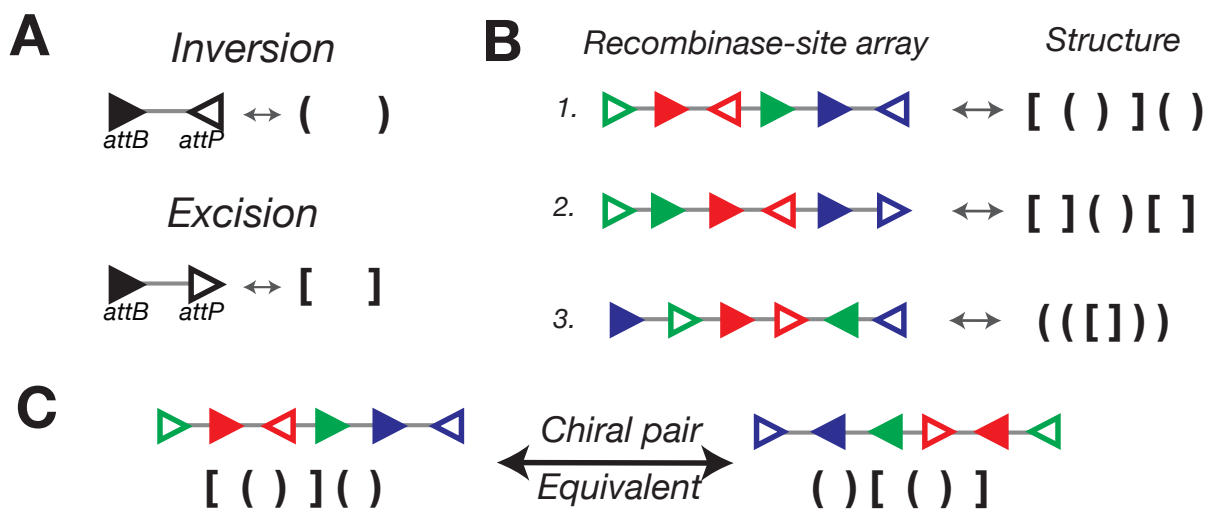 A
Inversion
( )
attB attP
Excision
[ ]
attB attP
B
Recombinase-site array Structure
1. [ ( ) ] ( )
2. [ ] ( ) [ ]
3. ( ( [ ] ) )
C
Chiral pair
Equivalent
[ ( ) ] ( ) ( ) [ ( ) ]